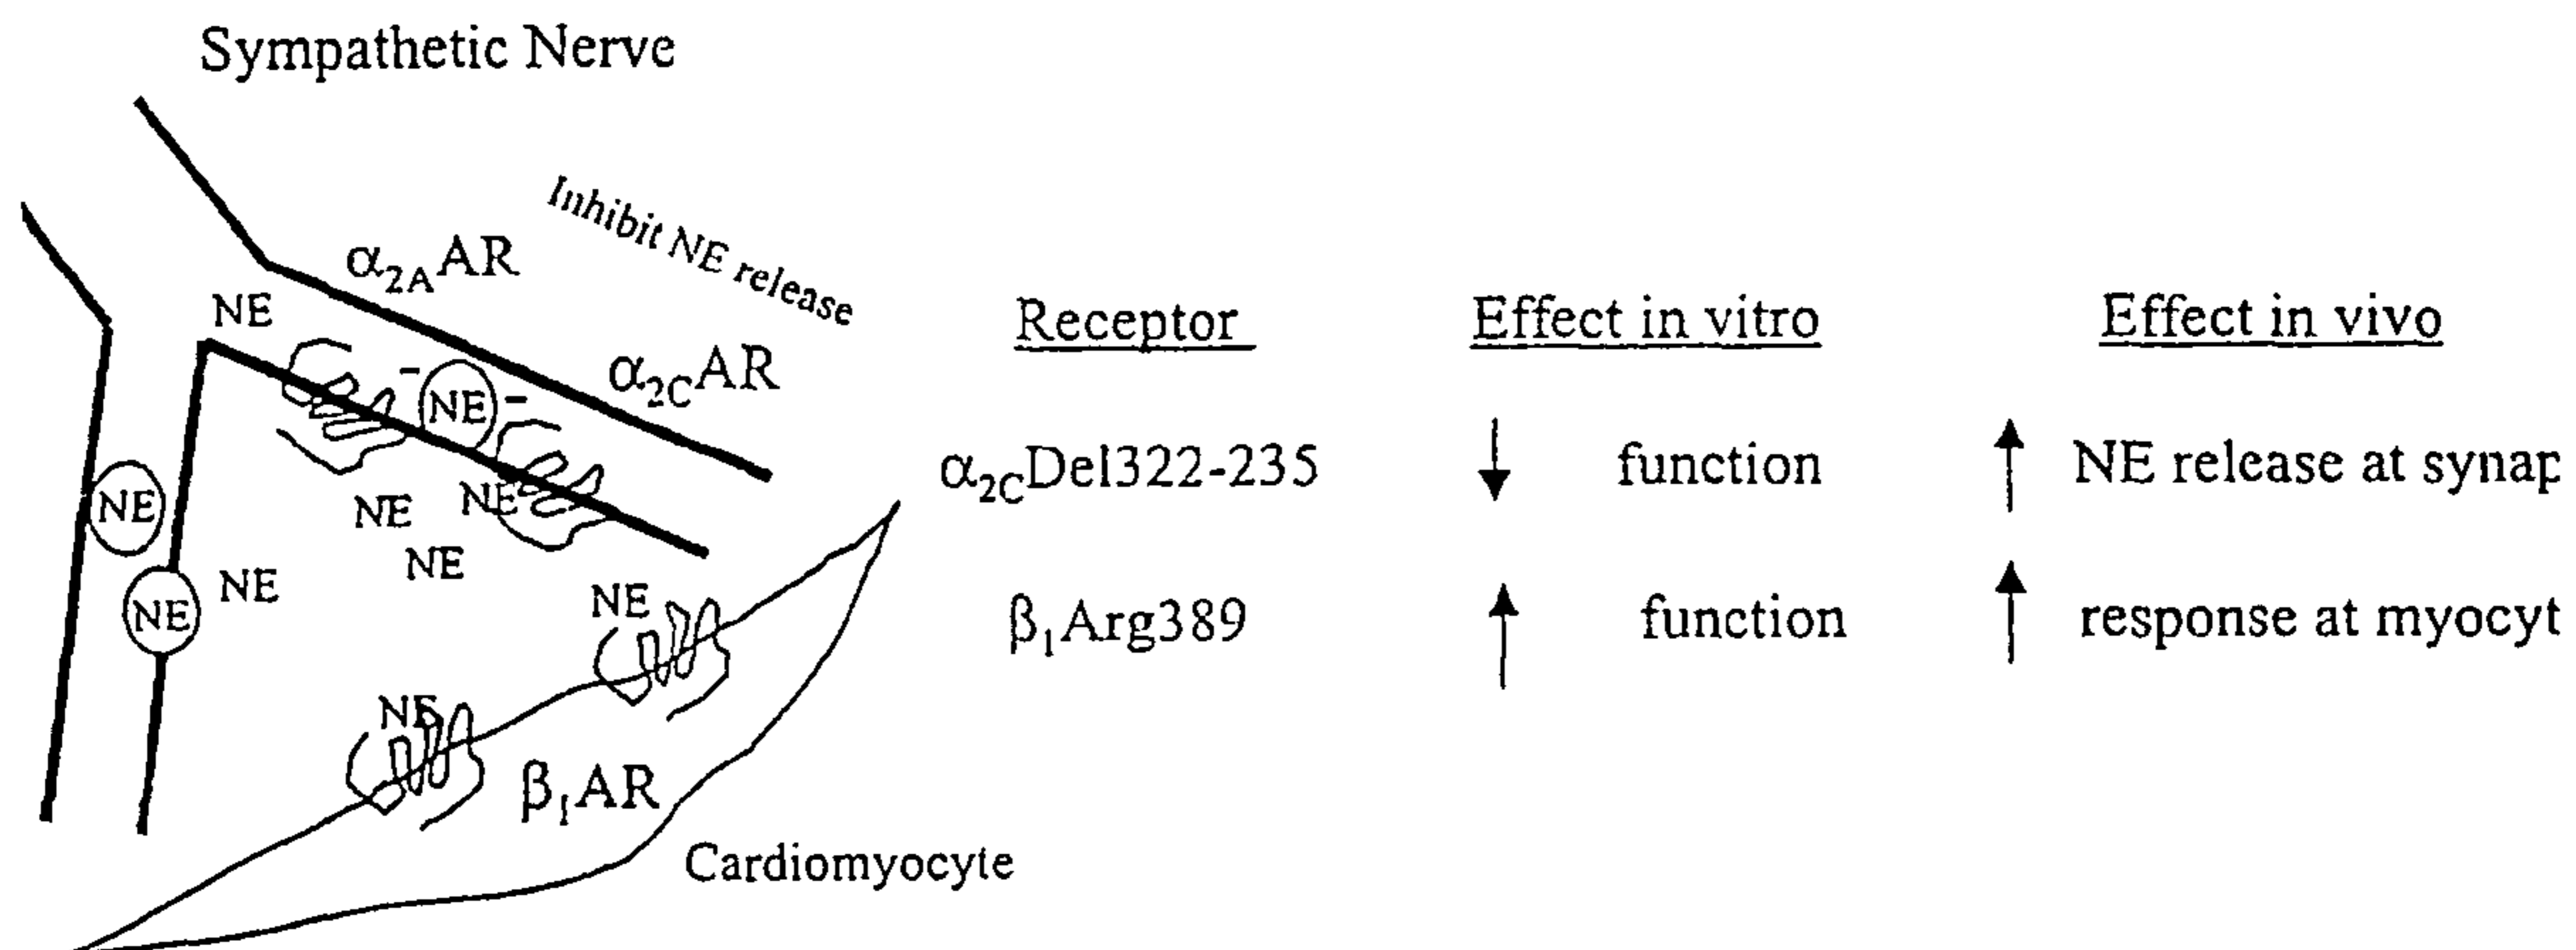 Sympathetic Nerve
Inhibit NE release
α2AAR
NE
α2CAR
- NE -
NE NE
NE
NE
NE NE
NE
NE
β1AR
Cardiomyocyte
Receptor Effect in vitro Effect in vivo
α2CDel322-235 ↓ function ↑ NE release at synap
β1Arg389 ↑ function ↑ response at myocyt